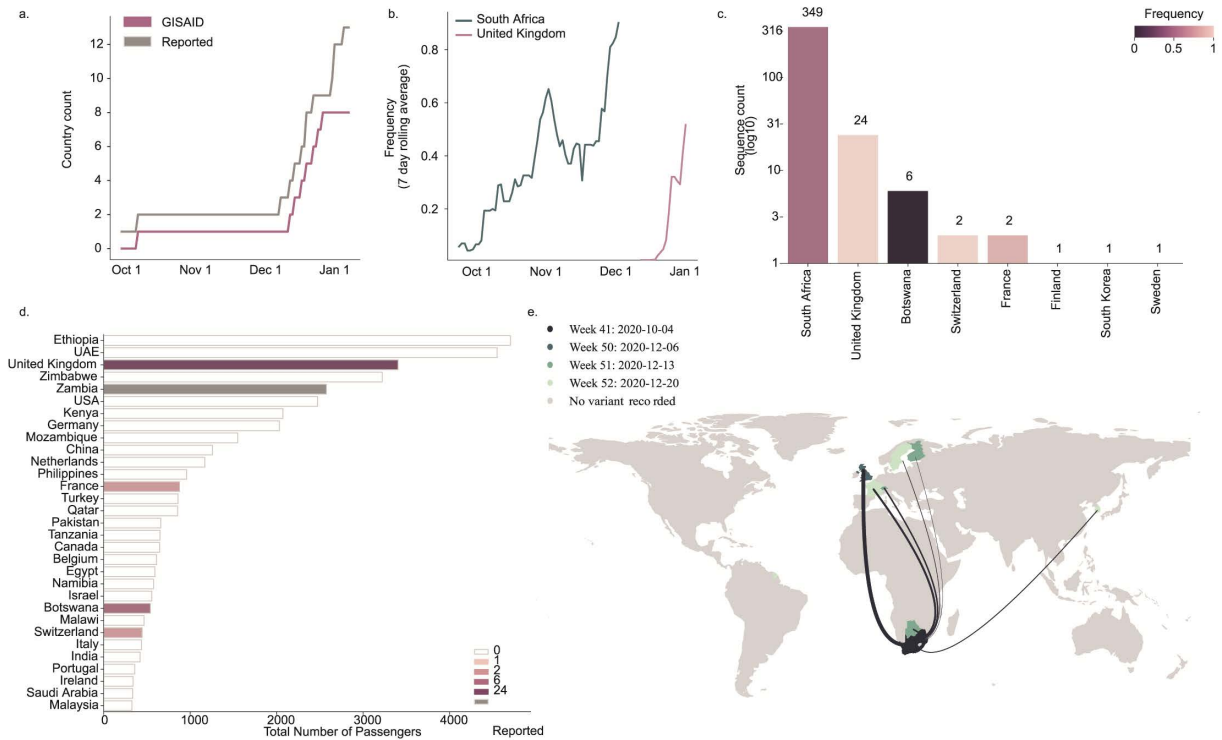 a.
GISAID
Reported
Country count
12
10
8
6
4
2
0
Oct 1
Nov 1
Dec 1
Jan 1
b.
South Africa
United Kingdom
Frequency
(7 day rolling average)
0.8
0.6
0.4
0.2
Oct 1
Nov 1
Dec 1
Jan 1
c.
Frequency
0
0.5
1
Sequence count
(log10)
316
100
31
10
3
1
349
24
6
2
2
1
1
1
South Africa
United Kingdom
Botswana
Switzerland
France
Finland
South Korea
Sweden
d.
Ethiopia
UAE
United Kingdom
Zimbabwe
Zambia
USA
Kenya
Germany
Mozambique
China
Netherlands
Philippines
France
Turkey
Qatar
Pakistan
Tanzania
Canada
Belgium
Egypt
Namibia
Israel
Botswana
Malawi
Switzerland
Italy
India
Portugal
Ireland
Saudi Arabia
Malaysia
0
1000
2000
3000
4000
Total Number of Passengers
0
1
2
6
24
Reported
e.
Week 41: 2020-10-04
Week 50: 2020-12-06
Week 51: 2020-12-13
Week 52: 2020-12-20
No variant recorded